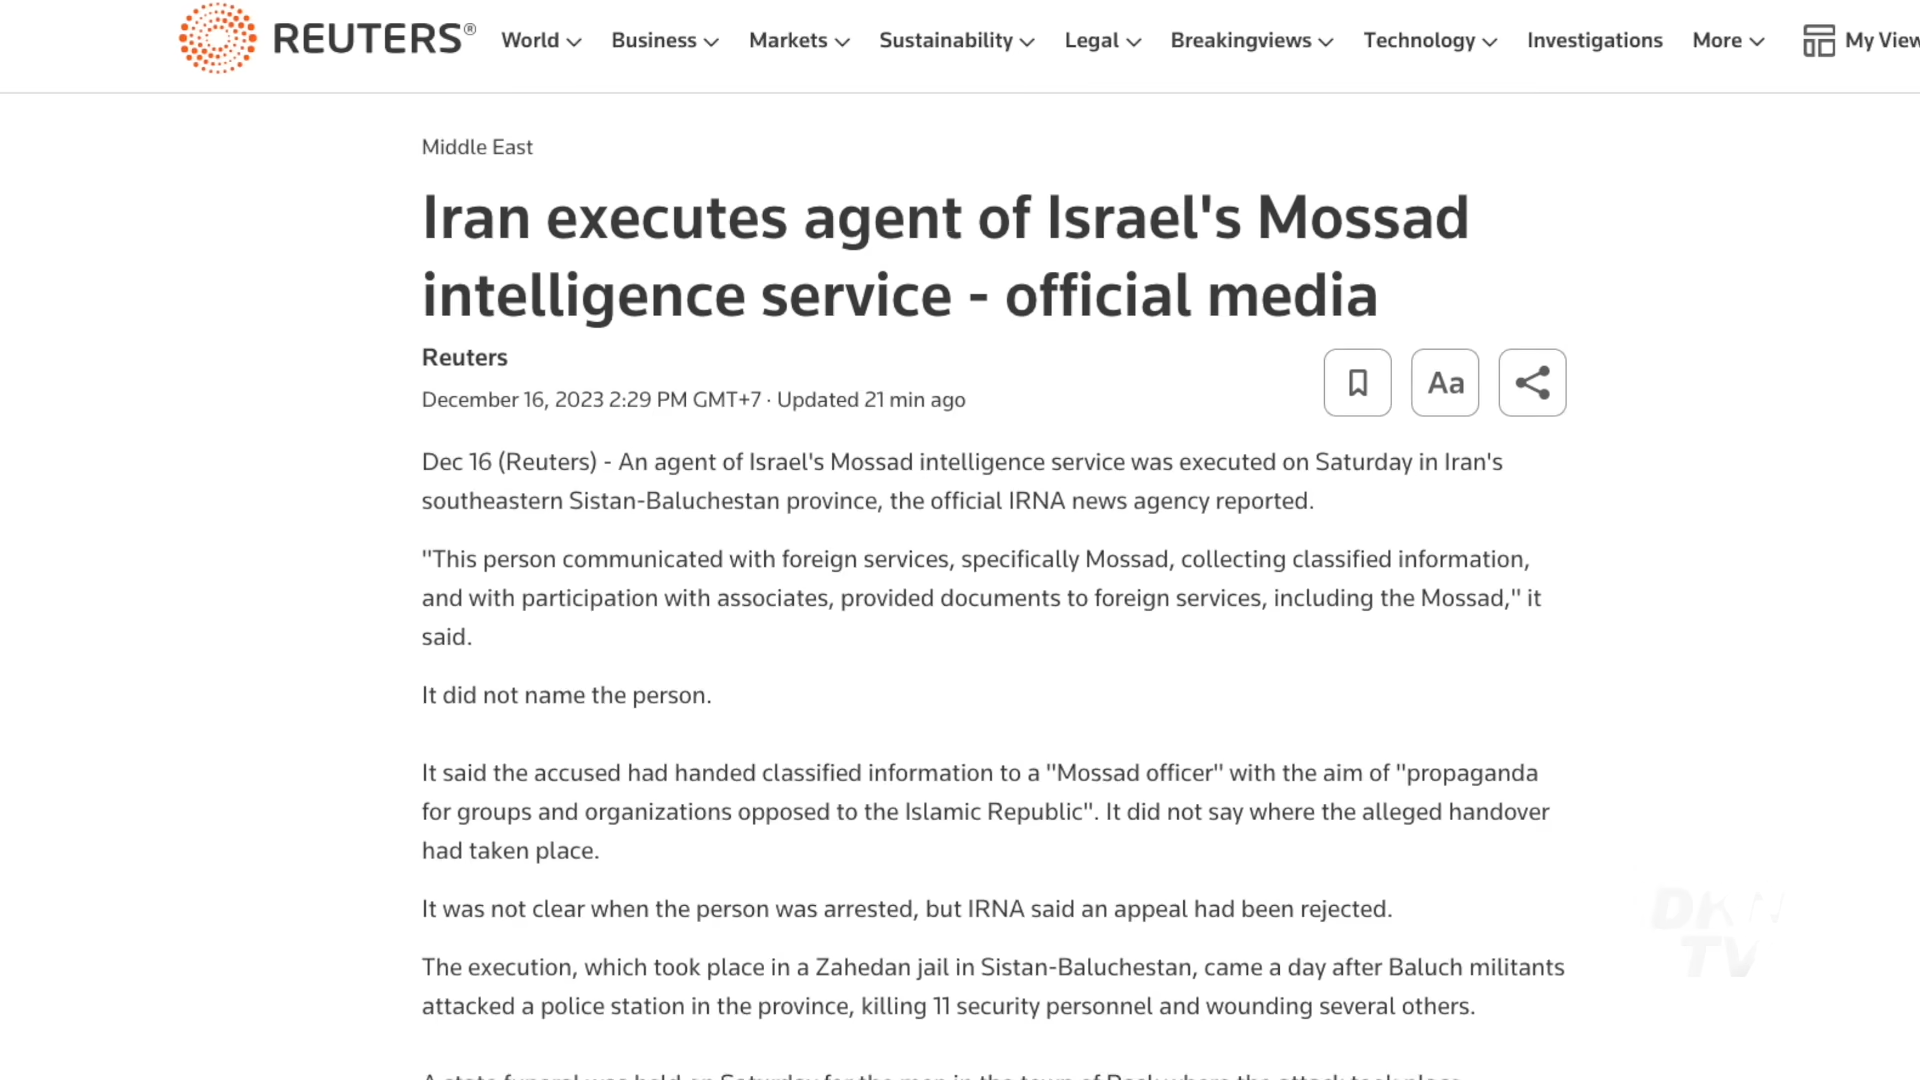 REUTERS® World Business Markets Sustainability Legal Breakingviews Technology Investigations More My View
Middle East
Iran executes agent of Israel's Mossad
intelligence service - official media
Reuters
December 16, 2023 2:29 PM GMT+7 · Updated 21 min ago
Aa
Dec 16 (Reuters) - An agent of Israel's Mossad intelligence service was executed on Saturday in Iran's
southeastern Sistan-Baluchestan province, the official IRNA news agency reported.
"This person communicated with foreign services, specifically Mossad, collecting classified information,
and with participation with associates, provided documents to foreign services, including the Mossad," it
said.
It did not name the person.
It said the accused had handed classified information to a "Mossad officer" with the aim of "propaganda
for groups and organizations opposed to the Islamic Republic". It did not say where the alleged handover
had taken place.
It was not clear when the person was arrested, but IRNA said an appeal had been rejected.
The execution, which took place in a Zahedan jail in Sistan-Baluchestan, came a day after Baluch militants
attacked a police station in the province, killing 11 security personnel and wounding several others.
TV